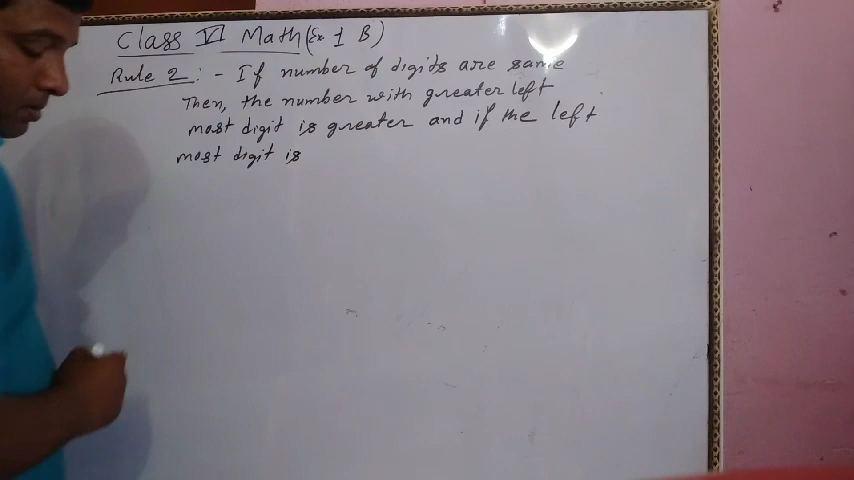 Class VI Math (Ex 1 B)
Rule 2 : - If number of digits are same
Then, the number with greater left
most digit is greater and if the left
most digit is